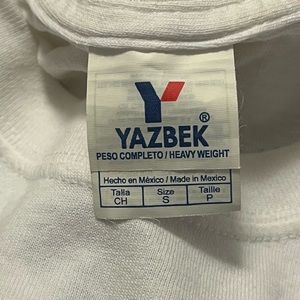 Y
YAZBEK ®
PESO COMPLETO / HEAVY WEIGHT
Hecho en México / Made in Mexico
Talla Size Taille
CH S P